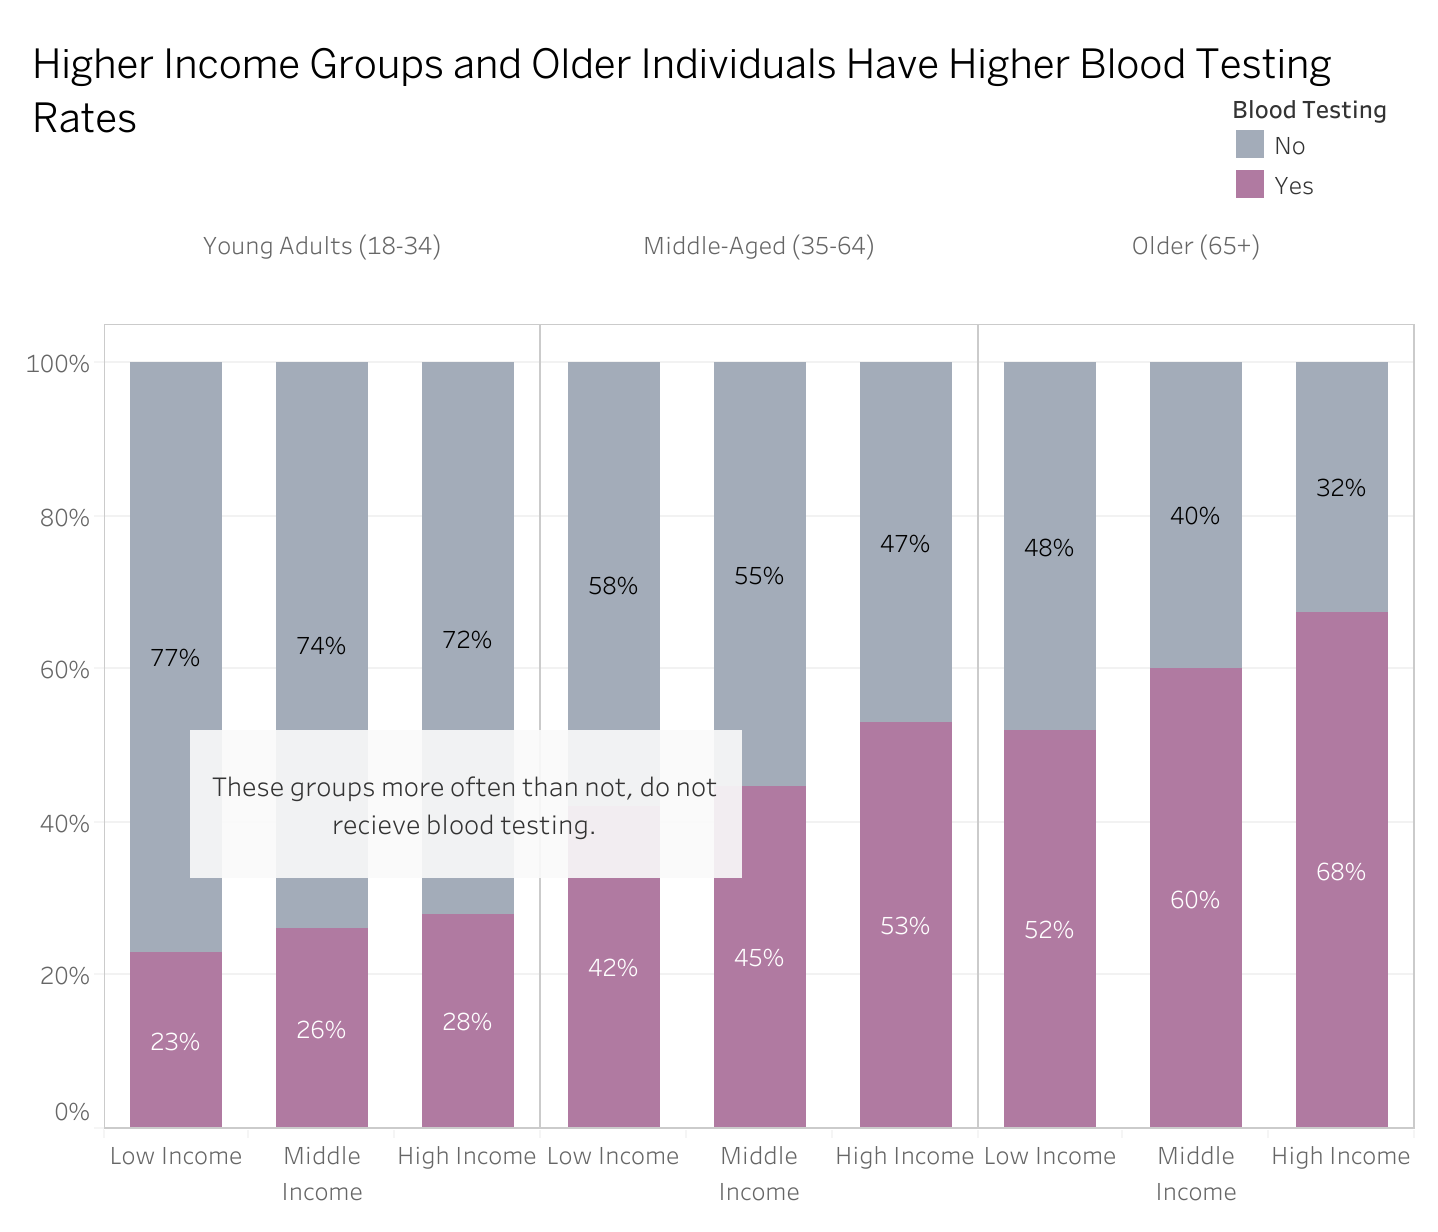 Higher Income Groups and Older Individuals Have Higher Blood Testing
Rates
Blood Testing
No
Yes
Young Adults (18-34)
Middle-Aged (35-64)
Older (65+)
100%
80%
60%
40%
20%
0%
77%
74%
72%
58%
55%
47%
48%
40%
32%
These groups more often than not, do not
recieve blood testing.
23%
26%
28%
42%
45%
53%
52%
60%
68%
Low Income
Middle
Income
High Income
Low Income
Middle
Income
High Income
Low Income
Middle
Income
High Income